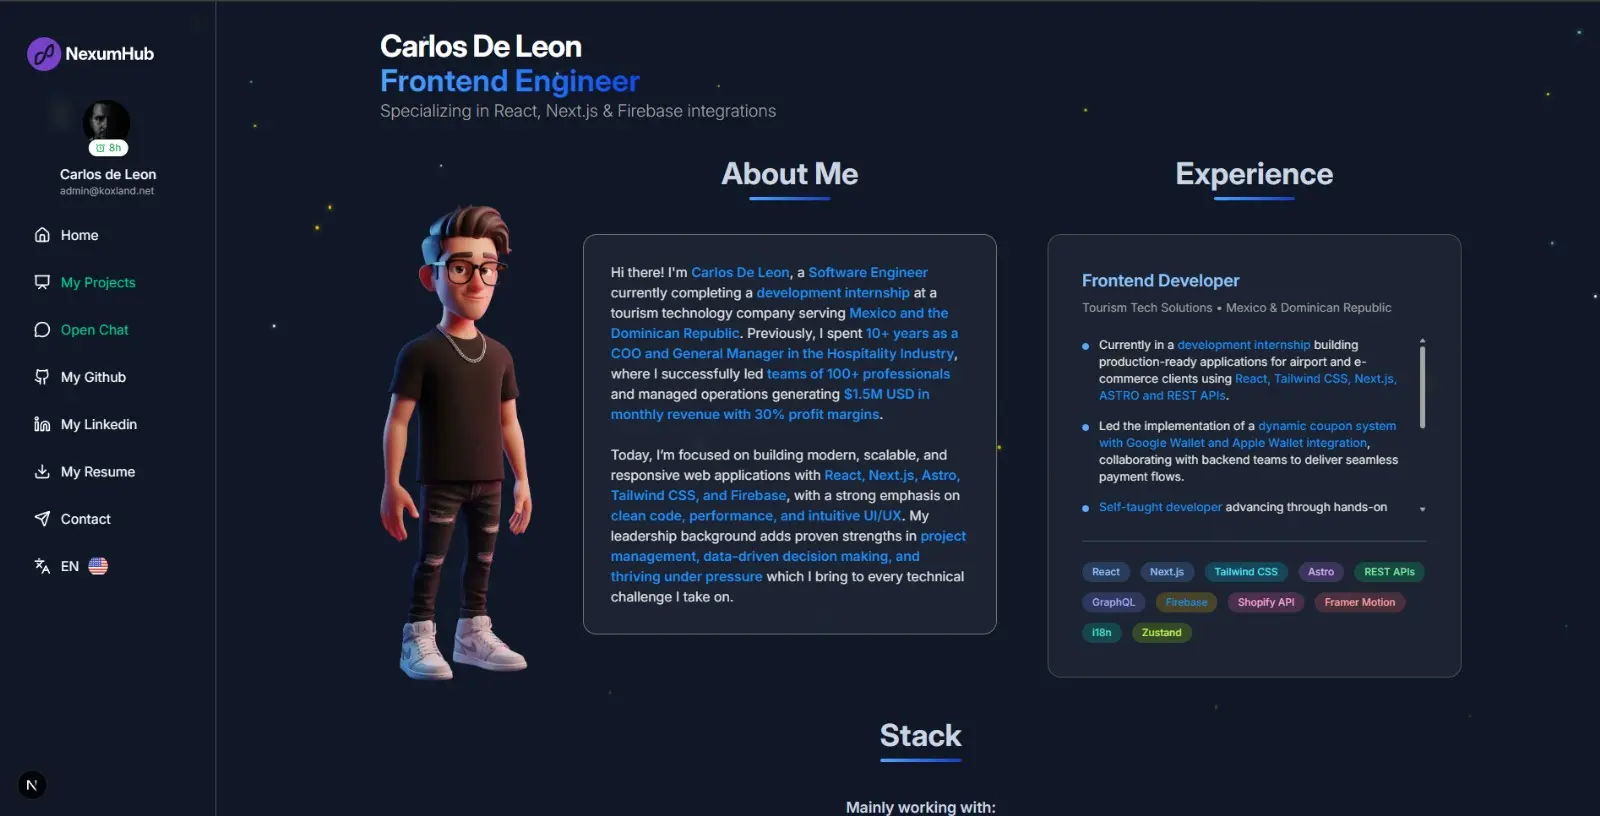 NexumHub
8h
Carlos de Leon
admin@koxland.net
Home
My Projects
Open Chat
My Github
My Linkedin
My Resume
Contact
EN
N
Carlos De Leon
Frontend Engineer
Specializing in React, Next.js & Firebase integrations
About Me
Hi there! I'm Carlos De Leon, a Software Engineer
currently completing a development internship at a
tourism technology company serving Mexico and the
Dominican Republic. Previously, I spent 10+ years as a
COO and General Manager in the Hospitality Industry,
where I successfully led teams of 100+ professionals
and managed operations generating $1.5M USD in
monthly revenue with 30% profit margins.
Today, I'm focused on building modern, scalable, and
responsive web applications with React, Next.js, Astro,
Tailwind CSS, and Firebase, with a strong emphasis on
clean code, performance, and intuitive UI/UX. My
leadership background adds proven strengths in project
management, data-driven decision making, and
thriving under pressure which I bring to every technical
challenge I take on.
Experience
Frontend Developer
Tourism Tech Solutions • Mexico & Dominican Republic
Currently in a development internship building
production-ready applications for airport and e-
commerce clients using React, Tailwind CSS, Next.js,
ASTRO and REST APIs.
Led the implementation of a dynamic coupon system
with Google Wallet and Apple Wallet integration,
collaborating with backend teams to deliver seamless
payment flows.
Self-taught developer advancing through hands-on
React Next.js Tailwind CSS Astro REST APIs
GraphQL Firebase Shopify API Framer Motion
i18n Zustand
Stack
Mainly working with: